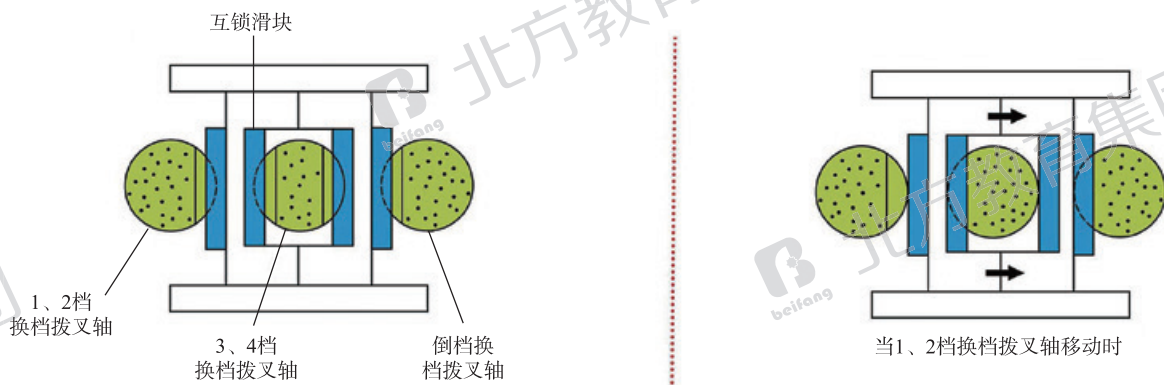 互锁滑块
1、2档
换档拨叉轴
3、4档
换档拨叉轴
倒档换
档拨叉轴
当1、2档换档拨叉轴移动时
北方教
beifang
北方教育集
beifang